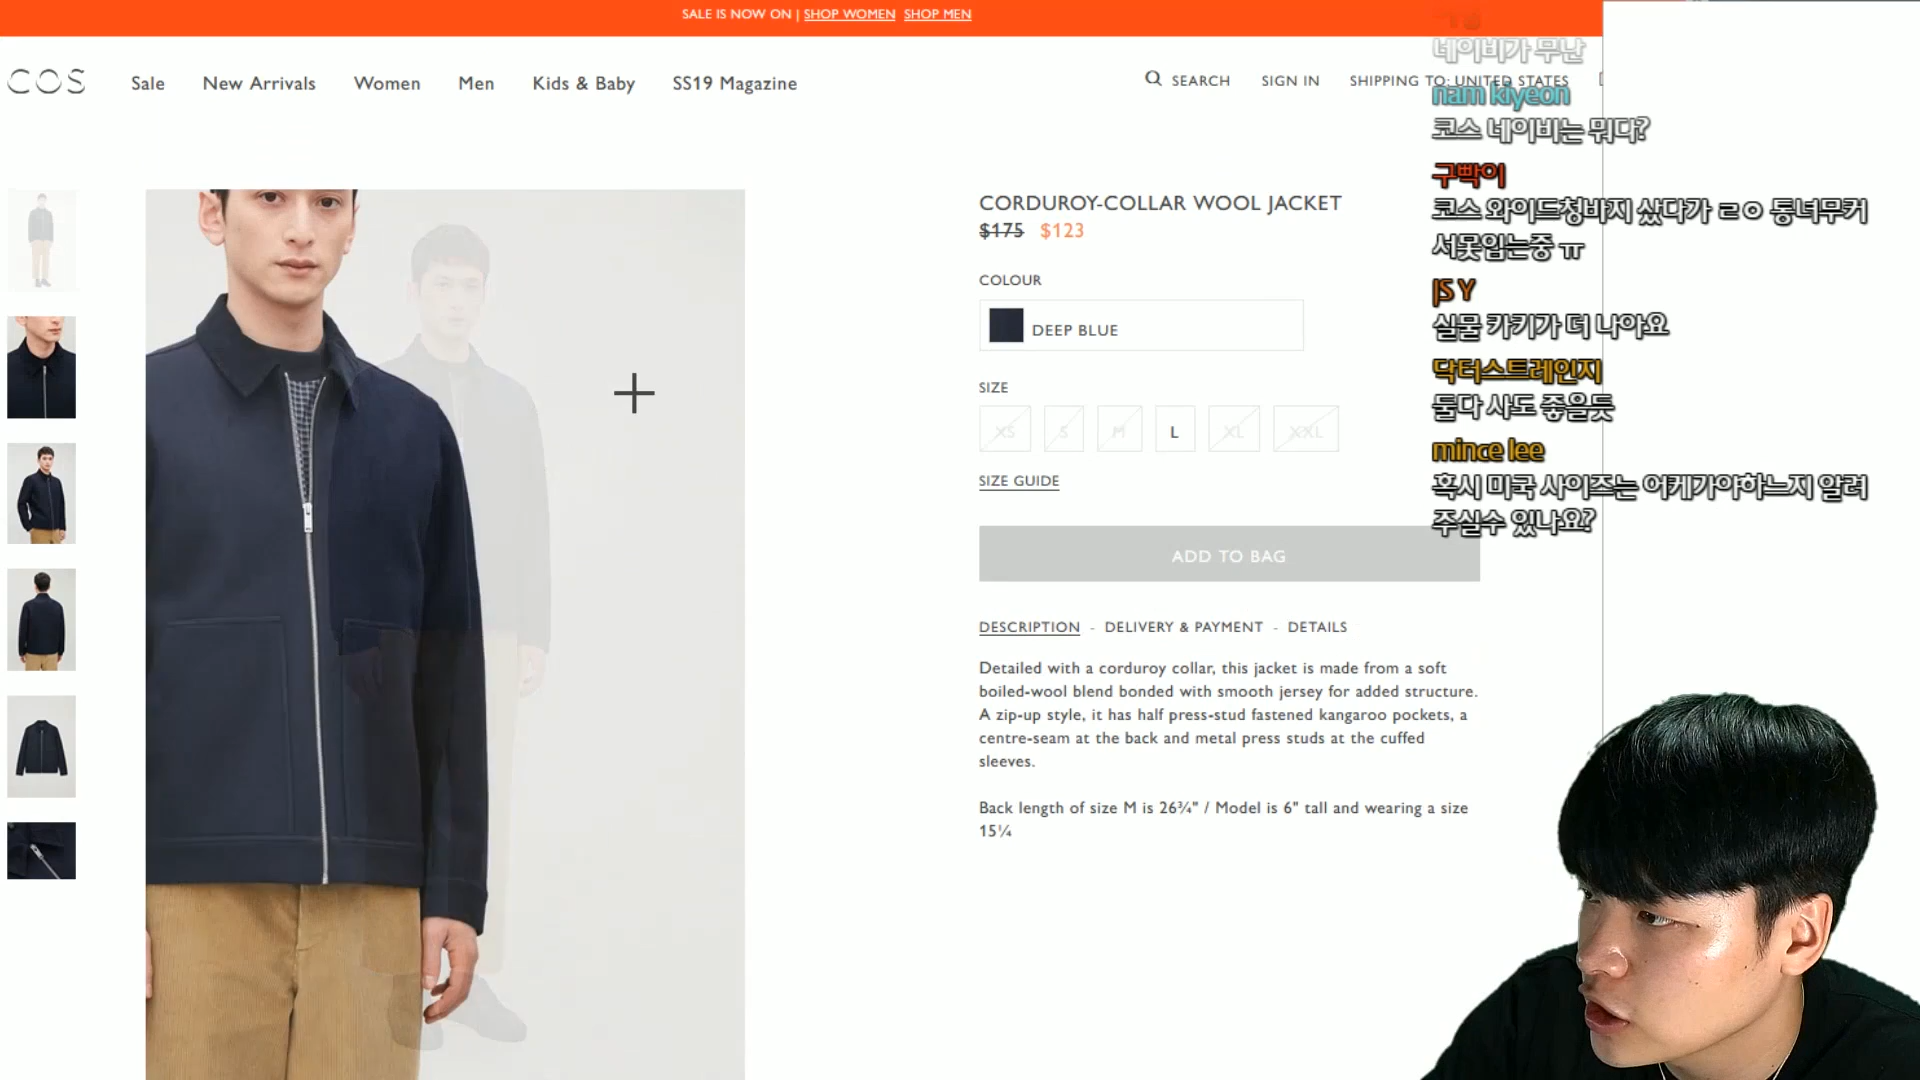 SALE IS NOW ON | SHOP WOMEN SHOP MEN
COS
Sale
New Arrivals
Women
Men
Kids & Baby
SS19 Magazine
SEARCH
SIGN IN
SHIPPING TO: UNITED STATES
CORDUROY-COLLAR WOOL JACKET
$175 $123
COLOUR
DEEP BLUE
SIZE
XS S M L XL XXL
SIZE GUIDE
ADD TO BAG
DESCRIPTION - DELIVERY & PAYMENT - DETAILS
Detailed with a corduroy collar, this jacket is made from a soft
boiled-wool blend bonded with smooth jersey for added structure.
A zip-up style, it has half press-stud fastened kangaroo pockets, a
centre-seam at the back and metal press studs at the cuffed
sleeves.
Back length of size M is 26¾" / Model is 6" tall and wearing a size
15¼
네이비가 무난
nam kiyeon
코스 네이비는 뭐다?
구빡이
코스 와이드청바지 샀다가 ㄹㅇ 통녀무커
서못입는중 ㅠ
JS Y
실물 카키가 더 나아요
닥터스트레인지
둘다 사도 좋을듯
mince lee
혹시 미국 사이즈는 어케가야하느지 알려
주실수 있나요?